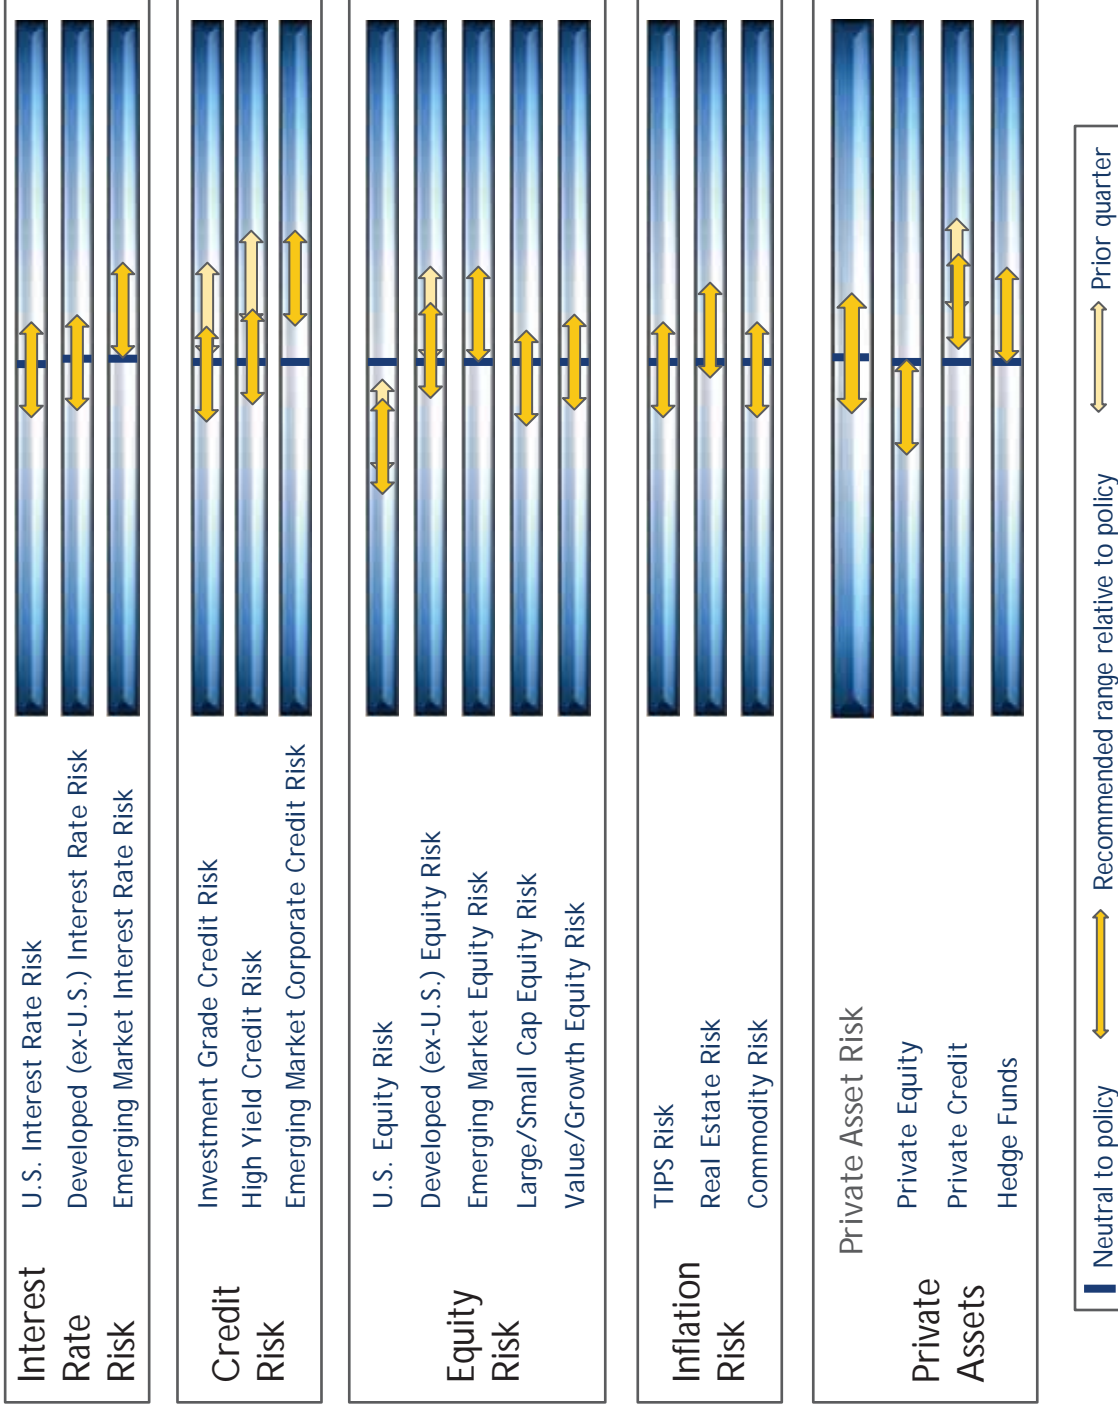 Interest
Rate
Risk
U.S. Interest Rate Risk
Developed (ex-U.S.) Interest Rate Risk
Emerging Market Interest Rate Risk
Credit
Risk
Investment Grade Credit Risk
High Yield Credit Risk
Emerging Market Corporate Credit Risk
Equity
Risk
U.S. Equity Risk
Developed (ex-U.S.) Equity Risk
Emerging Market Equity Risk
Large/Small Cap Equity Risk
Value/Growth Equity Risk
Inflation
Risk
TIPS Risk
Real Estate Risk
Commodity Risk
Private Asset Risk
Private
Assets
Private Equity
Private Credit
Hedge Funds
Neutral to policy
Recommended range relative to policy
Prior quarter